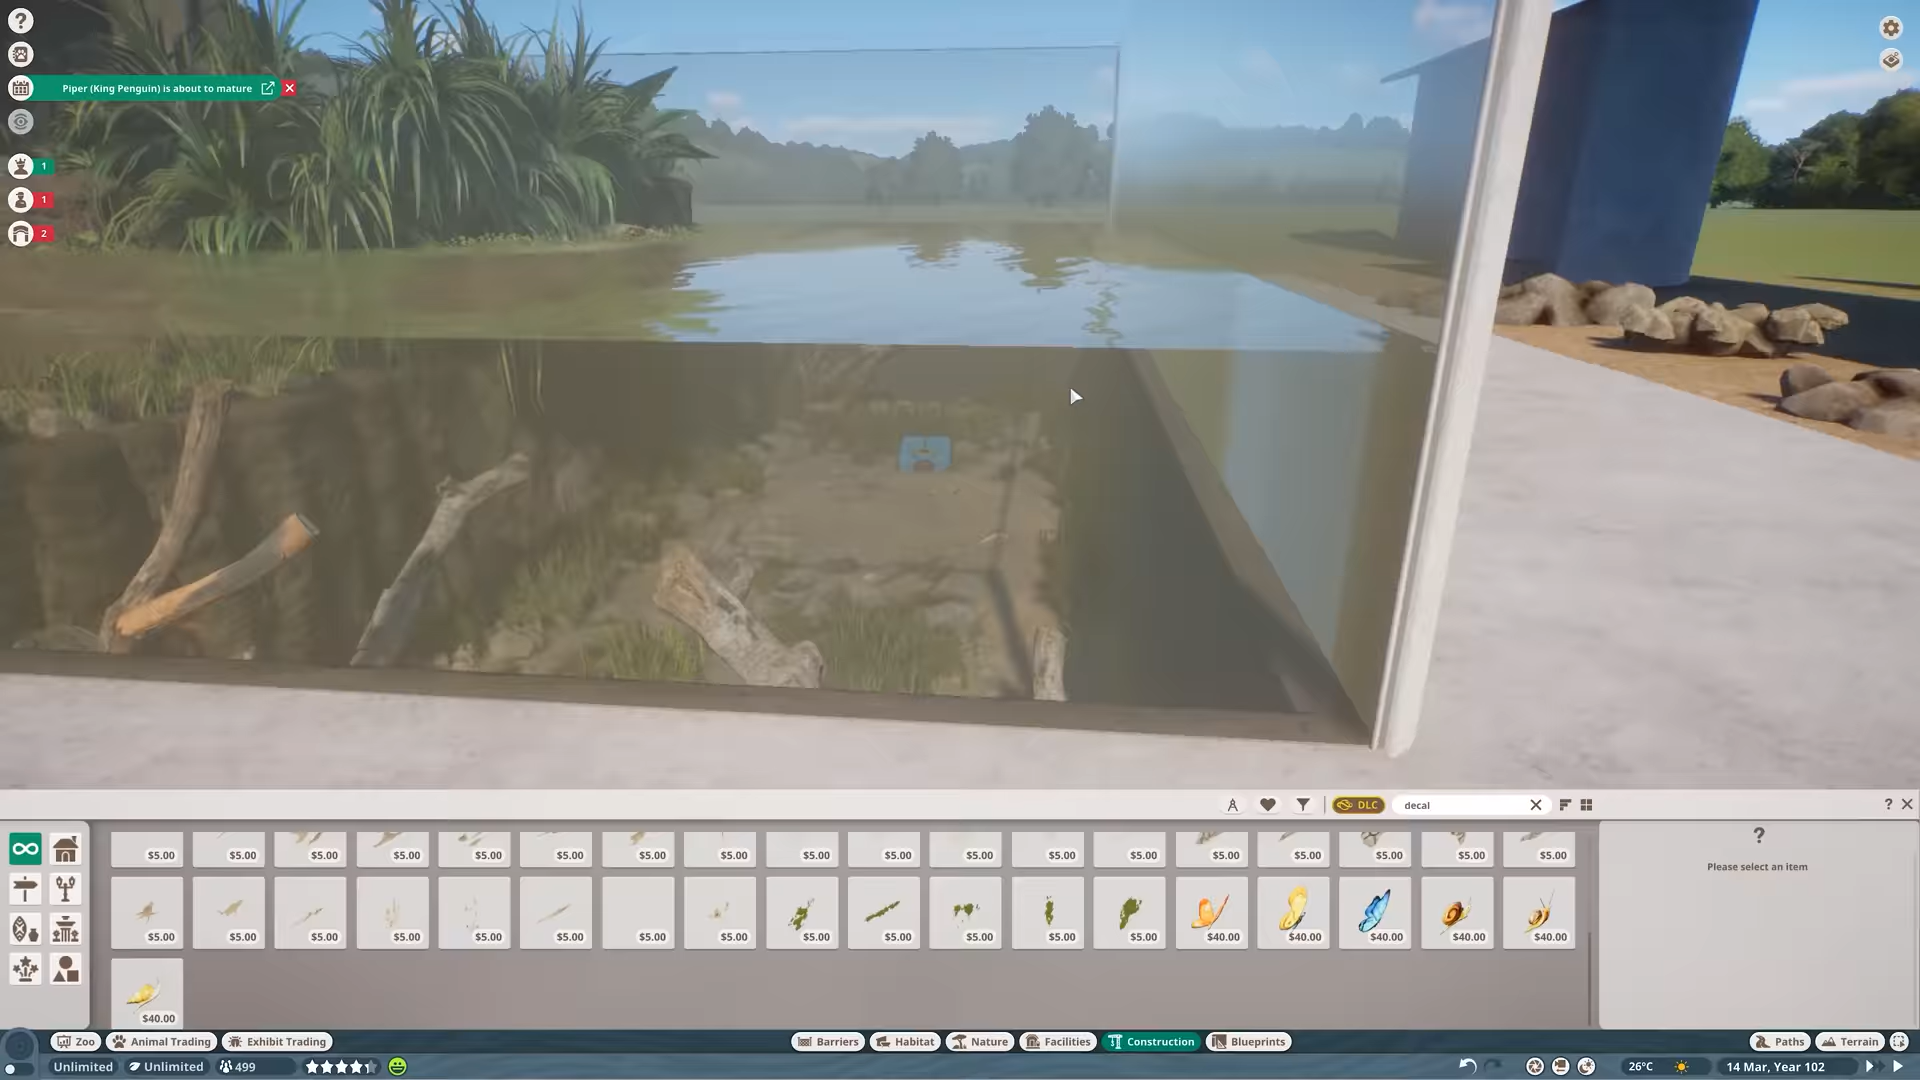 ?
Piper (King Penguin) is about to mature
1
1
2
DLC
decal
?
$5.00 $5.00 $5.00 $5.00 $5.00 $5.00 $5.00 $5.00 $5.00 $5.00 $5.00 $5.00 $5.00 $5.00 $5.00 $5.00 $5.00 $5.00
?
Please select an item
$5.00 $5.00 $5.00 $5.00 $5.00 $5.00 $5.00 $5.00 $5.00 $5.00 $5.00 $5.00 $5.00 $40.00 $40.00 $40.00 $40.00 $40.00
$40.00
Zoo Animal Trading Exhibit Trading Barriers Habitat Nature Facilities Construction Blueprints Paths Terrain
Unlimited Unlimited 499 26°C 14 Mar, Year 102